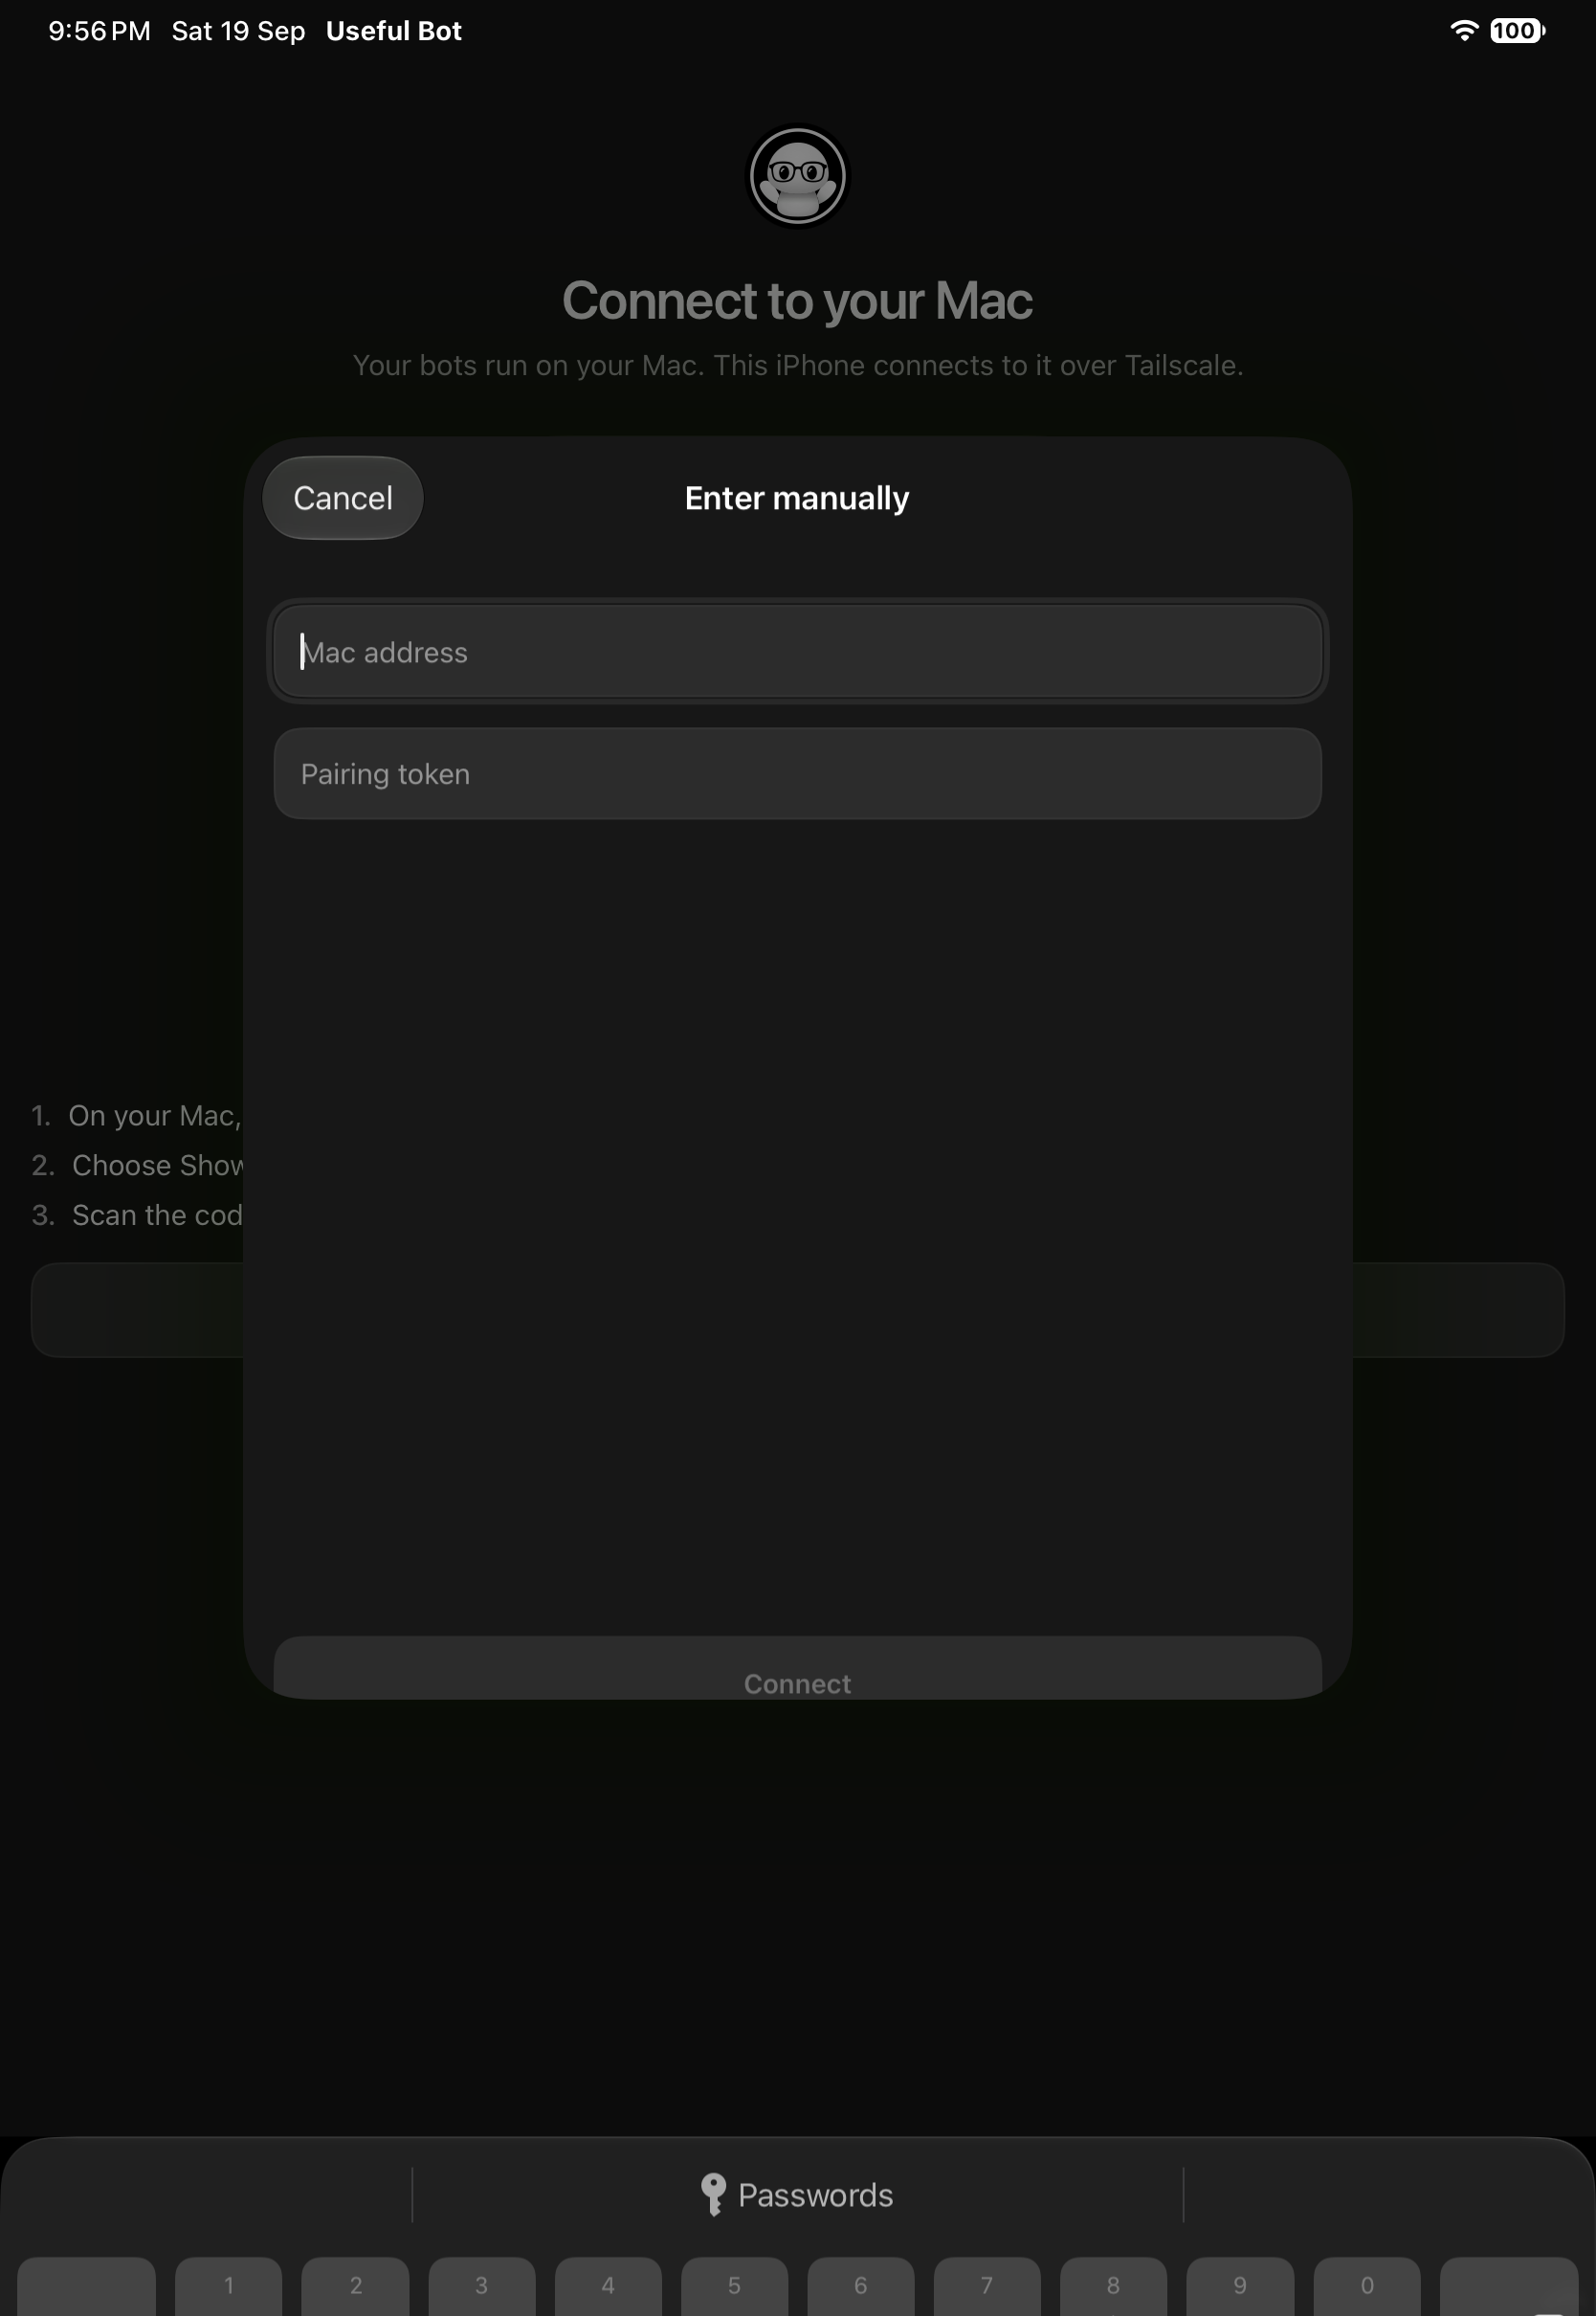 9:56 PM Sat 19 Sep Useful Bot
100
Connect to your Mac
Your bots run on your Mac. This iPhone connects to it over Tailscale.
Cancel
Enter manually
Mac address
Pairing token
1. On your Mac,
2. Choose Show
3. Scan the cod
Connect
Passwords
1 2 3 4 5 6 7 8 9 0